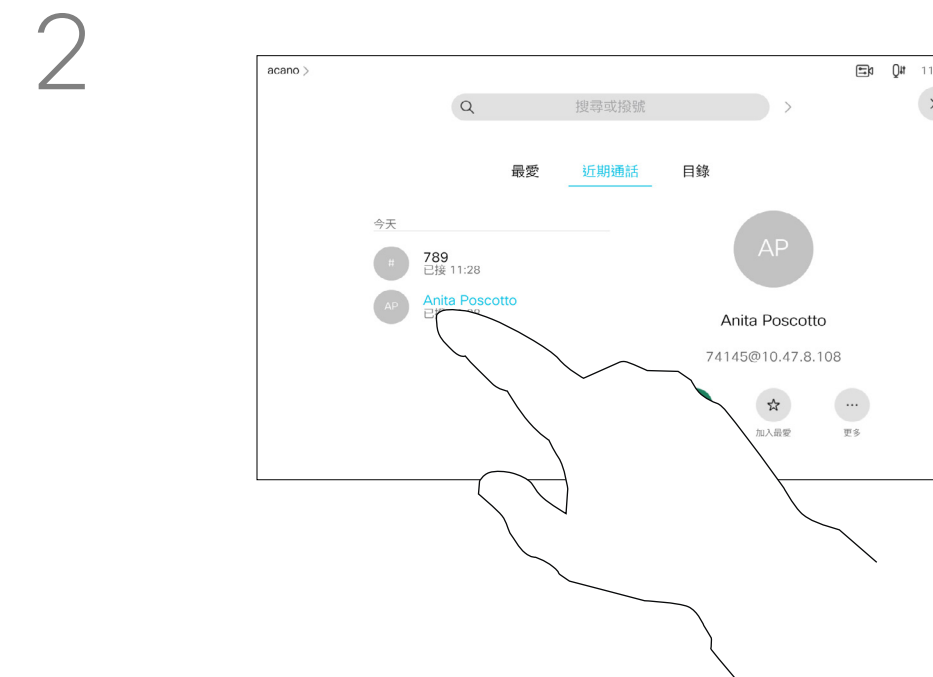 2
acano >
11
搜尋或撥號
最愛 近期通話 目錄
今天
#
789
已接 11:28
AP
Anita Poscotto
AP
Anita Poscotto
74145@10.47.8.108
加入最愛
更多